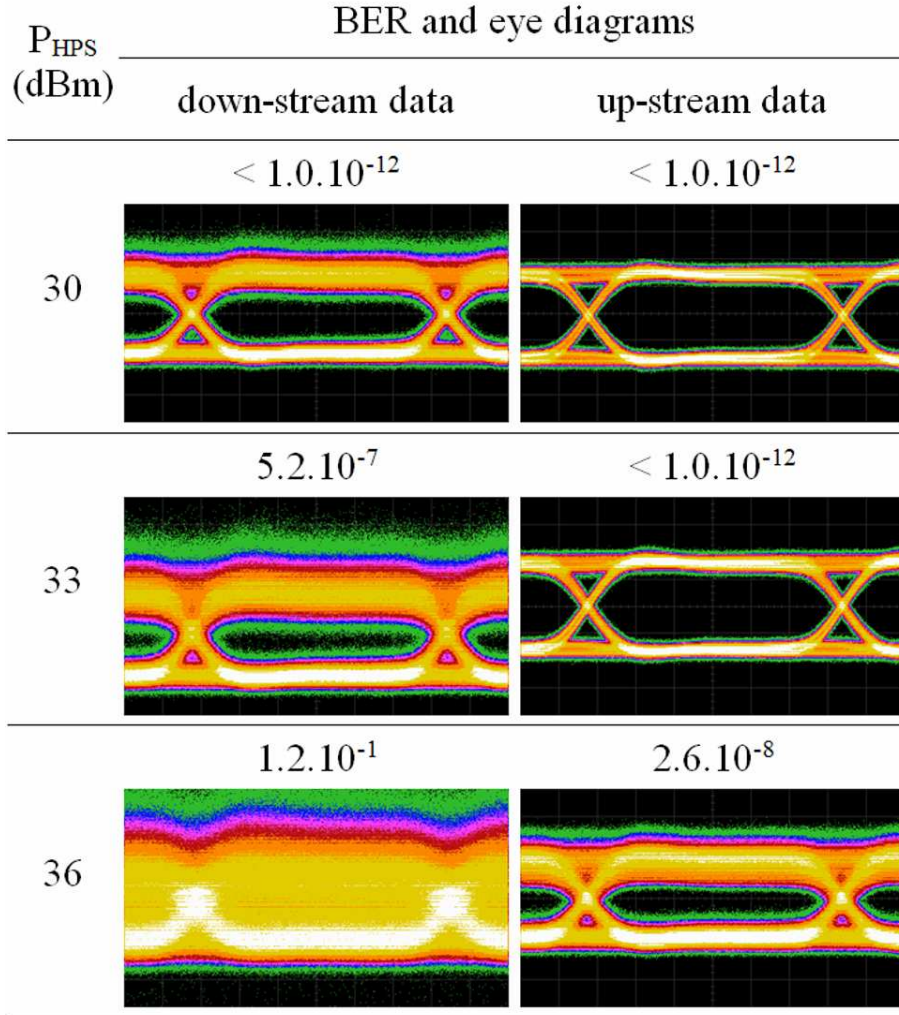 BER and eye diagrams
P_HPS
(dBm)
down-stream data up-stream data
< 1.0.10^-12 < 1.0.10^-12
30
5.2.10^-7 < 1.0.10^-12
33
1.2.10^-1 2.6.10^-8
36